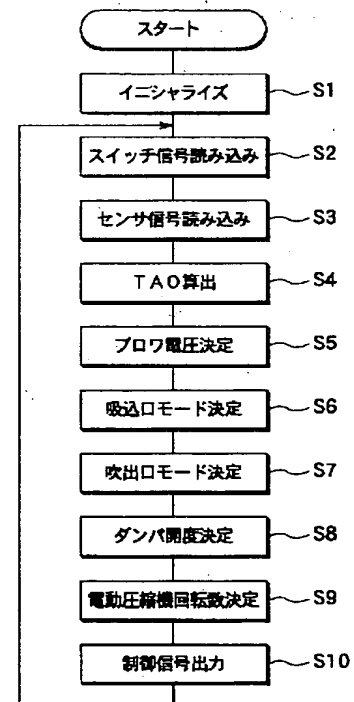 スタート
イニシャライズ S1
スイッチ信号読み込み S2
センサ信号読み込み S3
TAO算出 S4
ブロワ電圧決定 S5
吸込口モード決定 S6
吹出口モード決定 S7
ダンパ開度決定 S8
電動圧縮機回転数決定 S9
制御信号出力 S10